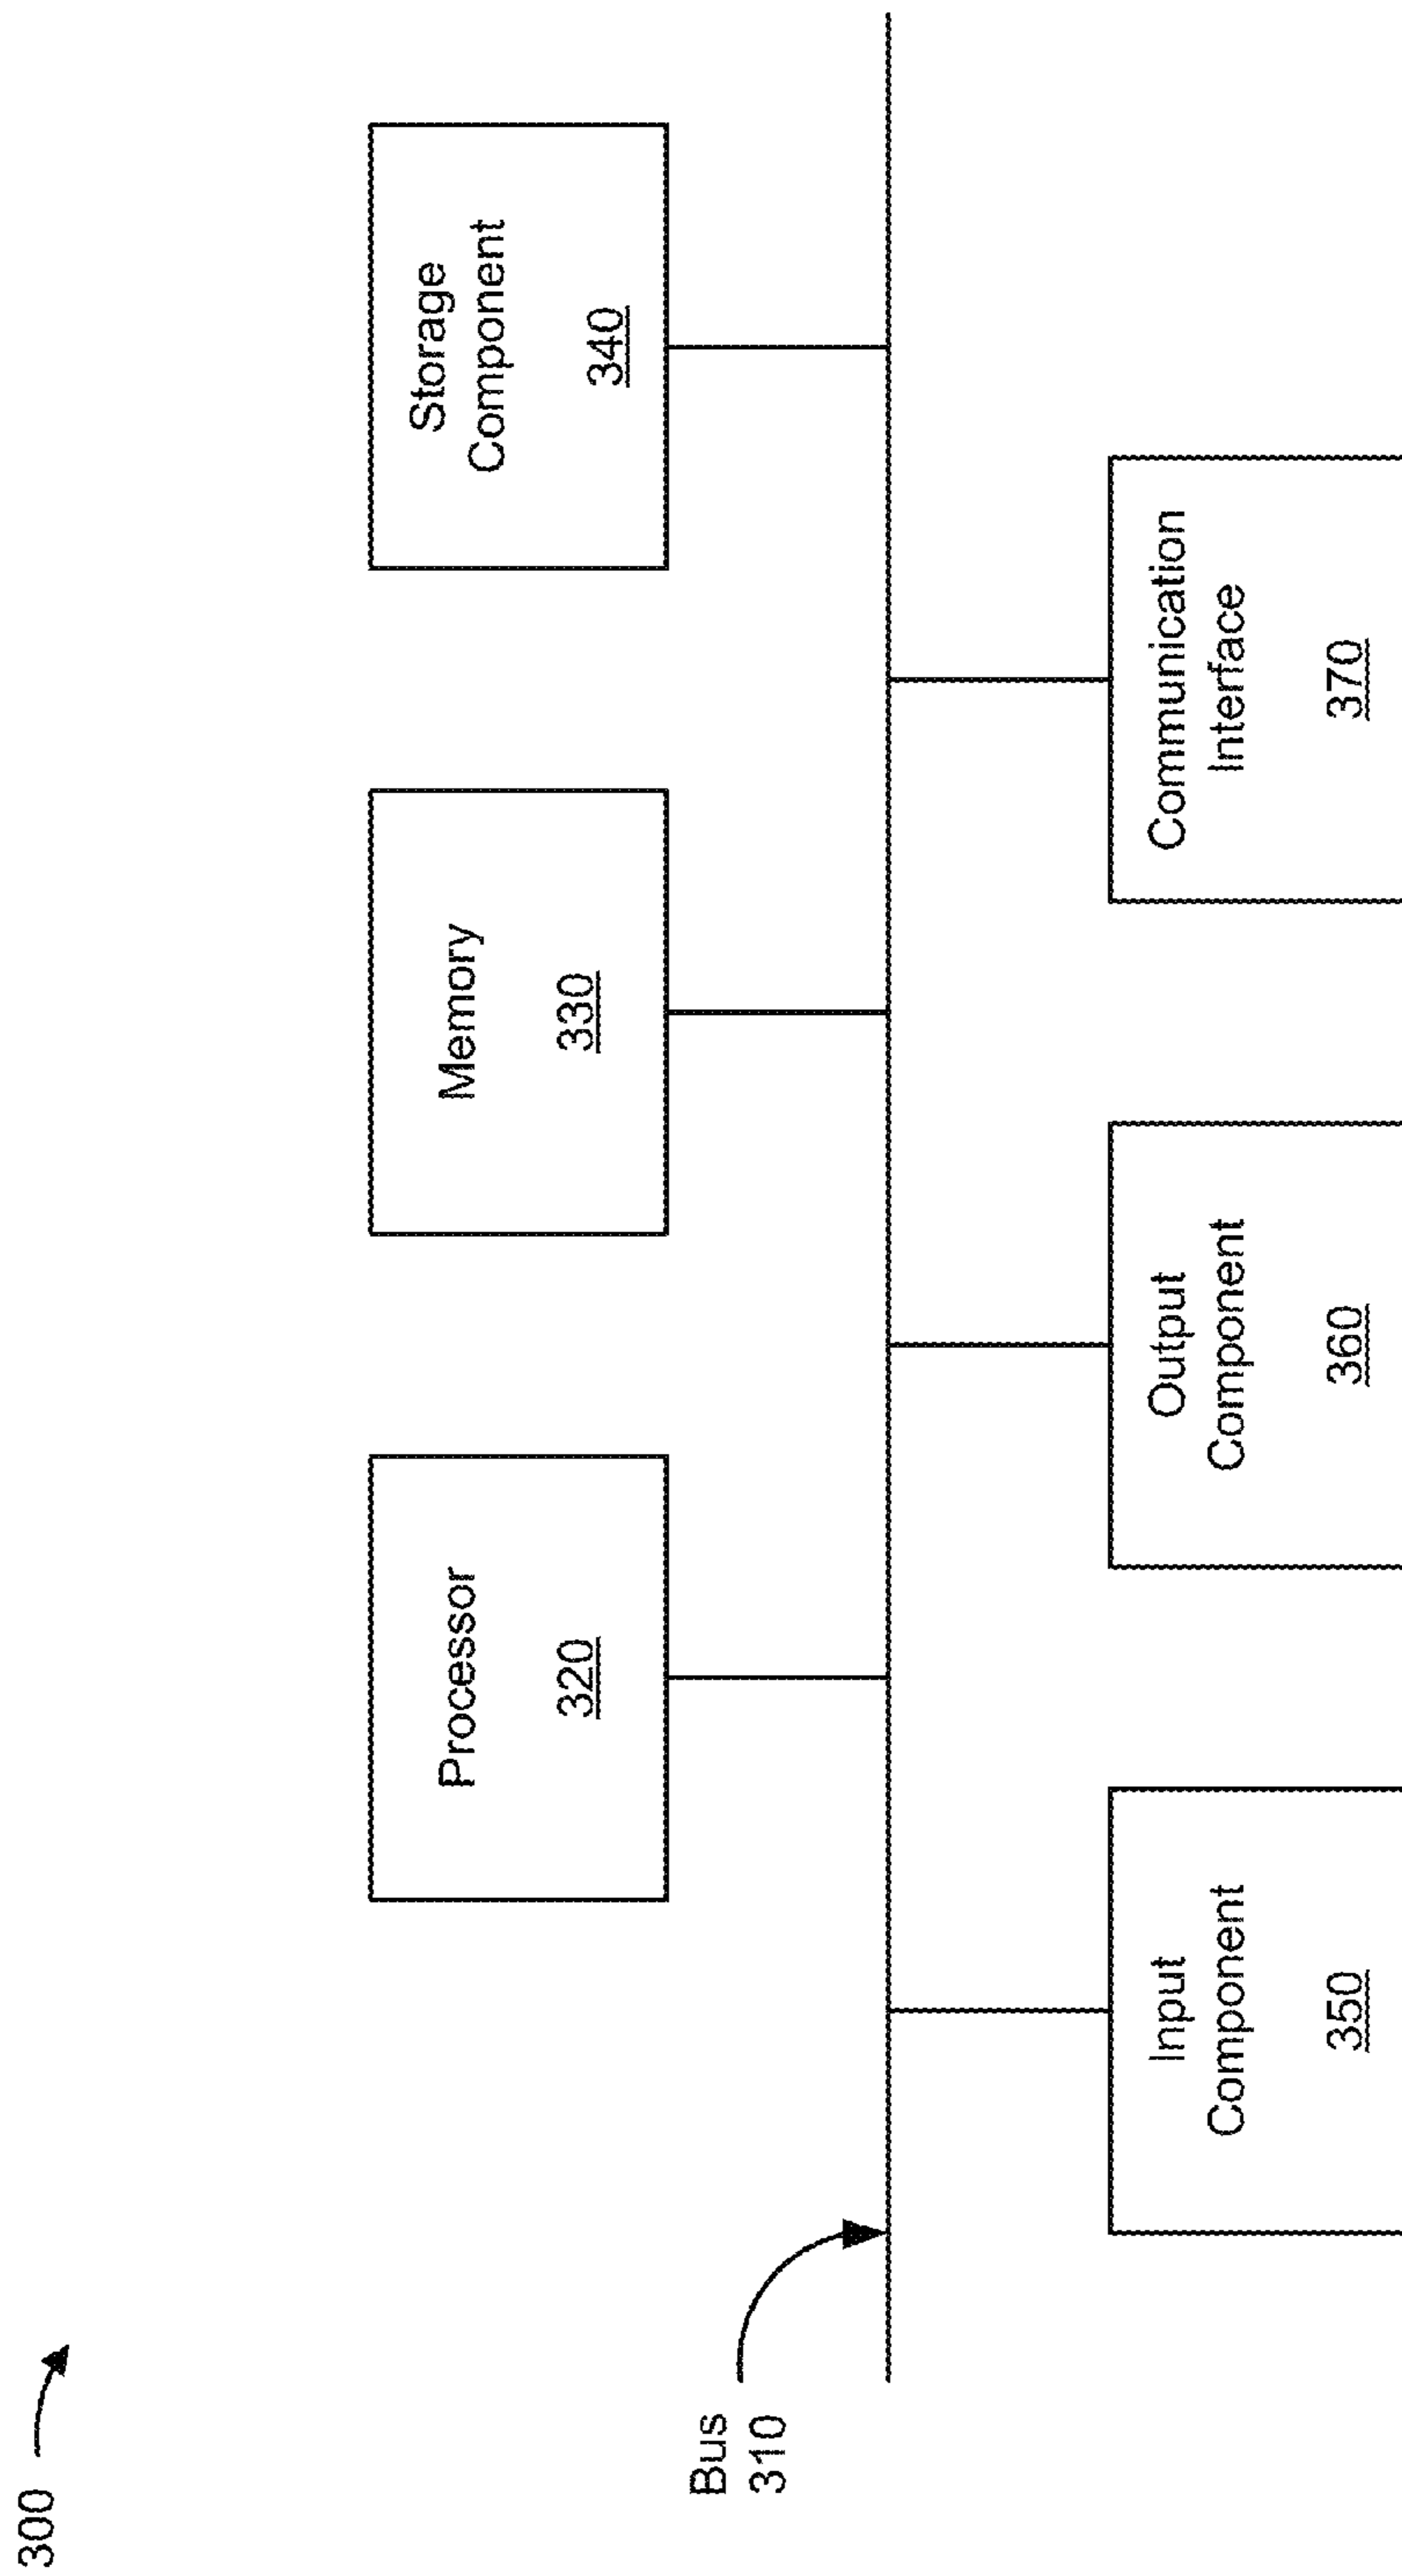 300
Processor
320
Memory
330
Storage
Component
340
Bus
310
Input
Component
350
Output
Component
360
Communication
Interface
370